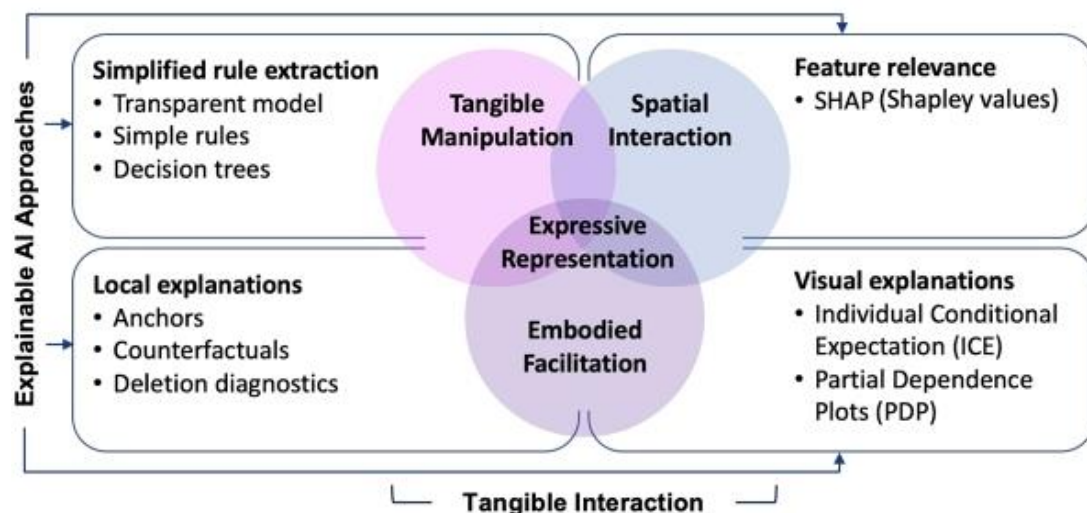 Explainable AI Approaches
Simplified rule extraction
• Transparent model
• Simple rules
• Decision trees
Tangible
Manipulation
Spatial
Interaction
Feature relevance
• SHAP (Shapley values)
Expressive
Representation
Local explanations
• Anchors
• Counterfactuals
• Deletion diagnostics
Embodied
Facilitation
Visual explanations
• Individual Conditional
Expectation (ICE)
• Partial Dependence
Plots (PDP)
Tangible Interaction